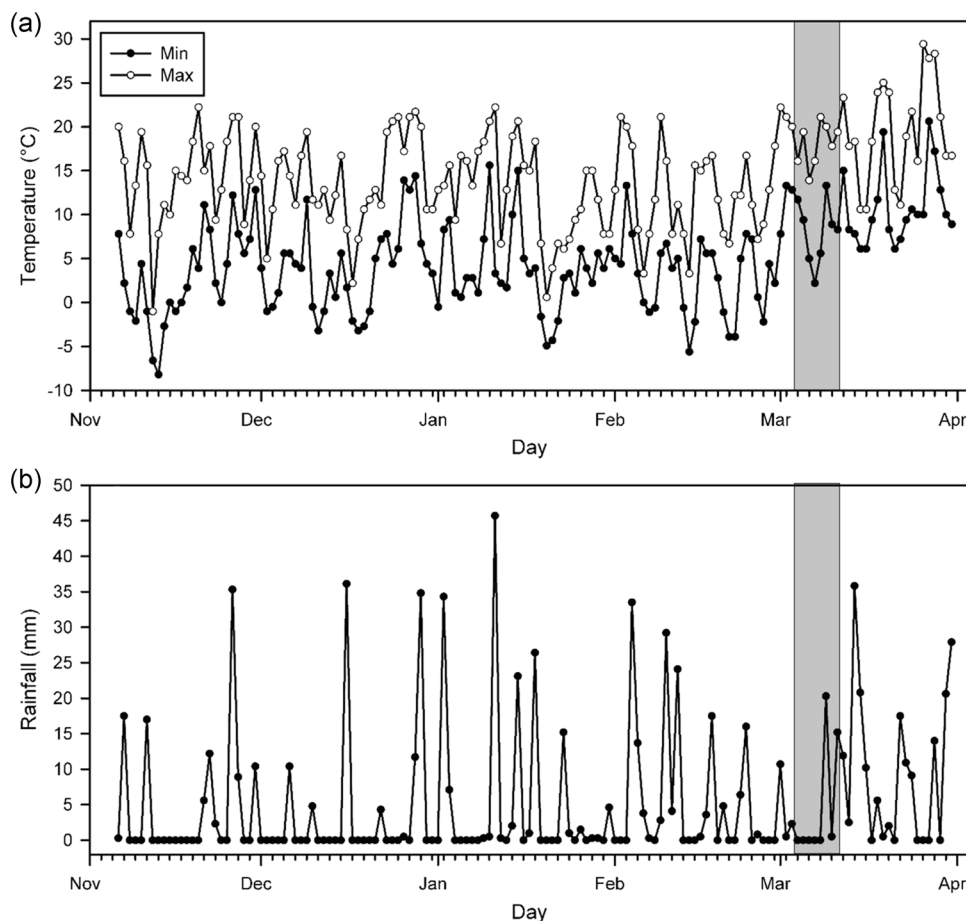 (a)
30
25
20
15
10
5
0
-5
-10
Temperature (°C)
Min
Max
Nov Dec Jan Feb Mar Apr
Day
(b)
50
45
40
35
30
25
20
15
10
5
0
Rainfall (mm)
Nov Dec Jan Feb Mar Apr
Day